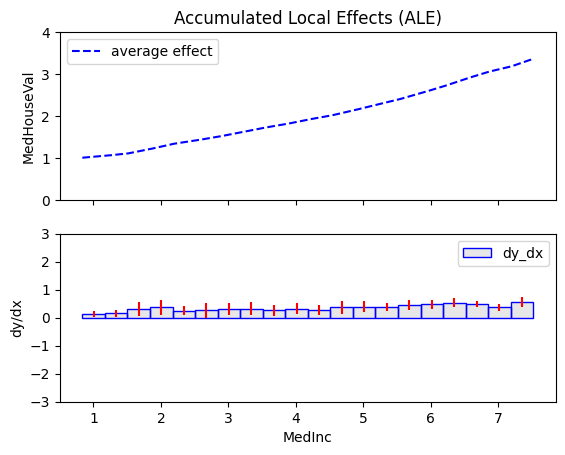 Accumulated Local Effects (ALE)
4
3
2
1
0
MedHouseVal
average effect
3
2
1
0
−1
−2
−3
dy/dx
dy_dx
1 2 3 4 5 6 7
MedInc